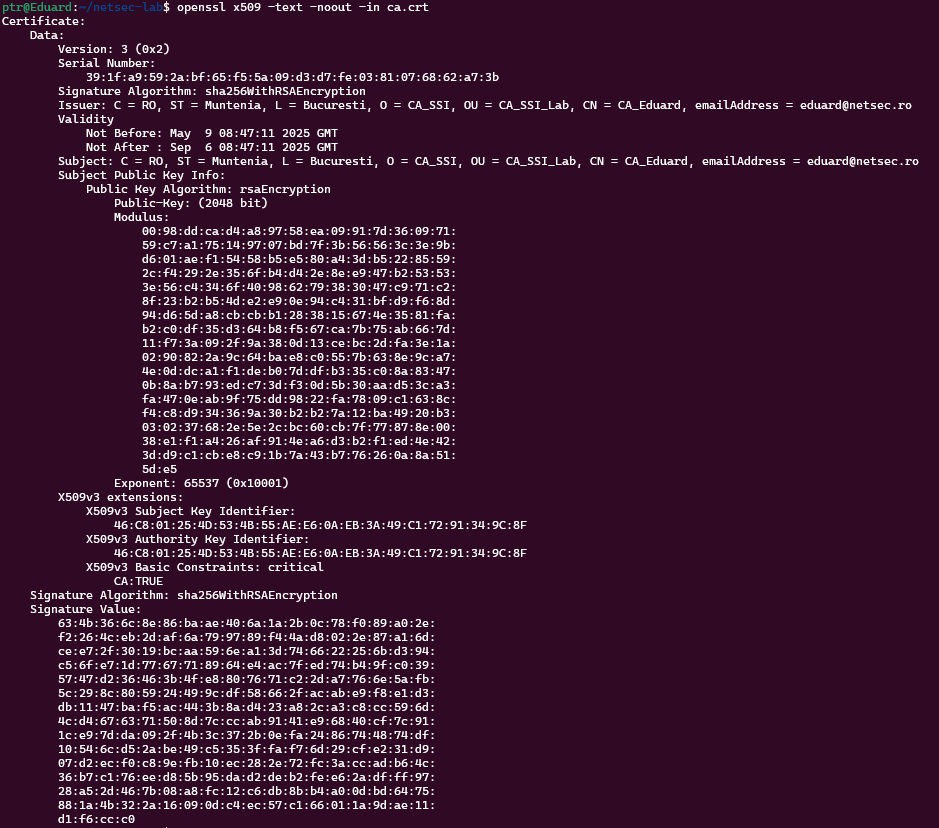 ptr@Eduard:~/netsec-lab$ openssl x509 -text -noout -in ca.crt
Certificate:
    Data:
        Version: 3 (0x2)
        Serial Number:
            39:1f:a9:59:2a:bf:65:f5:5a:09:d3:d7:fe:03:81:07:68:62:a7:3b
        Signature Algorithm: sha256WithRSAEncryption
        Issuer: C = RO, ST = Muntenia, L = Bucuresti, O = CA_SSI, OU = CA_SSI_Lab, CN = CA_Eduard, emailAddress = eduard@netsec.ro
        Validity
            Not Before: May  9 08:47:11 2025 GMT
            Not After : Sep  6 08:47:11 2025 GMT
        Subject: C = RO, ST = Muntenia, L = Bucuresti, O = CA_SSI, OU = CA_SSI_Lab, CN = CA_Eduard, emailAddress = eduard@netsec.ro
        Subject Public Key Info:
            Public Key Algorithm: rsaEncryption
                Public-Key: (2048 bit)
                Modulus:
                    00:98:dd:ca:d4:a8:97:58:ea:09:91:7d:36:09:71:
                    59:c7:a1:75:14:97:07:bd:7f:3b:56:56:3c:3e:9b:
                    d6:01:ae:f1:54:58:b5:e5:80:a4:3d:b5:22:85:59:
                    2c:f4:29:2e:35:6f:b4:d4:2e:8e:e9:47:b2:53:53:
                    3e:56:c4:34:6f:40:98:62:79:38:30:47:c9:71:c2:
                    8f:23:b2:b5:4d:e2:e9:0e:94:c4:31:bf:d9:f6:8d:
                    94:d6:5d:a8:cb:cb:b1:28:38:15:67:4e:35:81:fa:
                    b2:c0:df:35:d3:64:b8:f5:67:ca:7b:75:ab:66:7d:
                    11:f7:3a:09:2f:9a:38:0d:13:ce:bc:2d:fa:3e:1a:
                    02:90:82:2a:9c:64:ba:e8:c0:55:7b:63:8e:9c:a7:
                    4e:0d:dc:a1:f1:de:b0:7d:df:b3:35:c0:8a:83:47:
                    0b:8a:b7:93:ed:c7:3d:f3:0d:5b:30:aa:d5:3c:a3:
                    fa:47:0e:ab:9f:75:dd:98:22:fa:78:09:c1:63:8c:
                    f4:c8:d9:34:36:9a:30:b2:b2:7a:12:ba:49:20:b3:
                    03:02:37:68:2e:5e:2c:bc:60:cb:7f:77:87:8e:00:
                    38:e1:f1:a4:26:af:91:4e:a6:d3:b2:f1:ed:4e:42:
                    3d:d9:c1:cb:e8:c9:1b:7a:43:b7:76:26:0a:8a:51:
                    5d:e5
                Exponent: 65537 (0x10001)
        X509v3 extensions:
            X509v3 Subject Key Identifier:
                46:C8:01:25:4D:53:4B:55:AE:E6:0A:EB:3A:49:C1:72:91:34:9C:8F
            X509v3 Authority Key Identifier:
                46:C8:01:25:4D:53:4B:55:AE:E6:0A:EB:3A:49:C1:72:91:34:9C:8F
            X509v3 Basic Constraints: critical
                CA:TRUE
    Signature Algorithm: sha256WithRSAEncryption
    Signature Value:
        63:4b:36:6c:8e:86:ba:ae:40:6a:1a:2b:0c:78:f0:89:a0:2e:
        f2:26:4c:eb:2d:af:6a:79:97:89:f4:4a:d8:02:2e:87:a1:6d:
        ce:e7:2f:30:19:bc:aa:59:6e:a1:3d:74:66:22:25:6b:d3:94:
        c5:6f:e7:1d:77:67:71:89:64:e4:ac:7f:ed:74:b4:9f:c0:39:
        57:47:d2:36:46:3b:4f:e8:80:76:71:c2:2d:a7:76:6e:5a:fb:
        5c:29:8c:80:59:24:49:9c:df:58:66:2f:ac:ab:e9:f8:e1:d3:
        db:11:47:ba:f5:ac:44:3b:8a:d4:23:a8:2c:a3:c8:cc:59:6d:
        4c:d4:67:63:71:50:8d:7c:cc:ab:91:41:e9:68:40:cf:7c:91:
        1c:e9:7d:da:09:2f:4b:3c:37:2b:0e:fa:24:86:74:48:74:df:
        10:54:6c:d5:2a:be:49:c5:35:3f:fa:f7:6d:29:cf:e2:31:d9:
        07:d2:ec:f0:c8:9e:fb:10:ec:28:2e:72:fc:3a:cc:ad:b6:4c:
        36:b7:c1:76:ee:d8:5b:95:da:d2:de:b2:fe:e6:2a:df:ff:97:
        28:a5:2d:46:7b:08:a8:fc:12:c6:db:8b:b4:a0:0d:bd:64:75:
        88:1a:4b:32:2a:16:09:0d:c4:ec:57:c1:66:01:1a:9d:ae:11:
        d1:f6:cc:c0